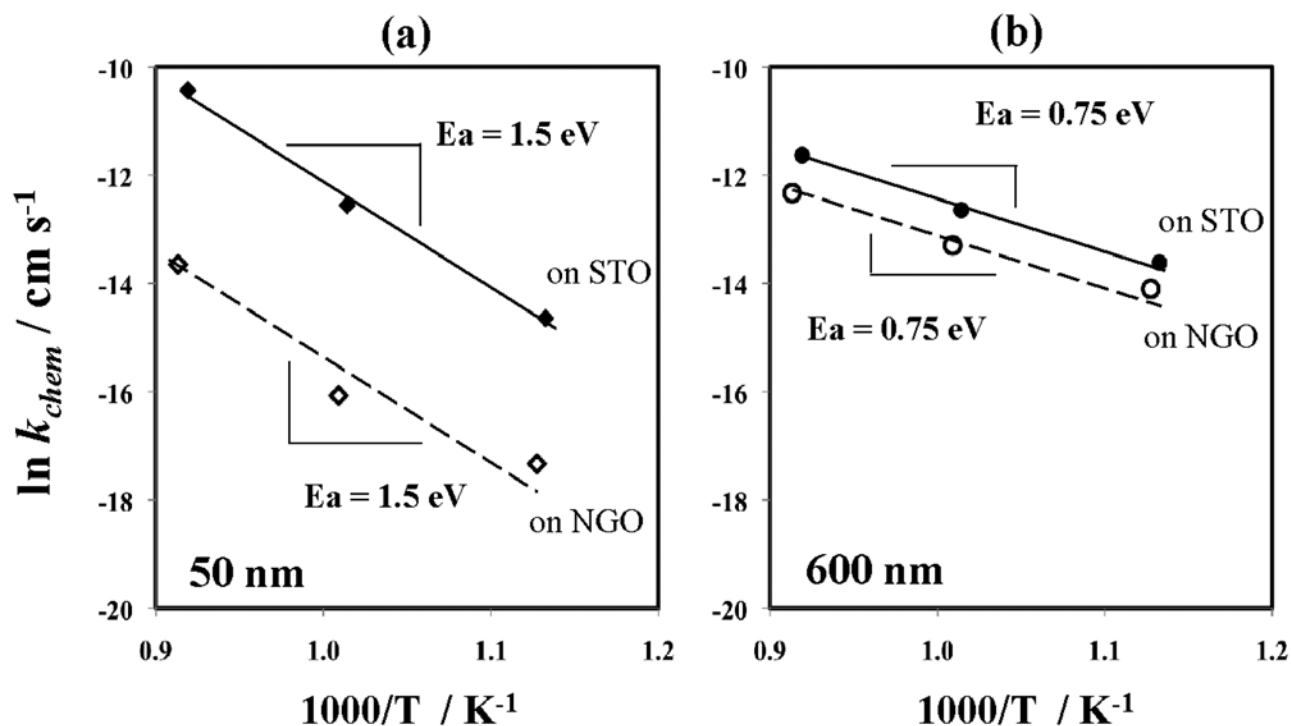 (a)
(b)
ln k_chem / cm s⁻¹
-10
-12
-14
-16
-18
-20
Ea = 1.5 eV
on STO
Ea = 1.5 eV
on NGO
50 nm
0.9
1.0
1.1
1.2
1000/T / K⁻¹
-10
-12
-14
-16
-18
-20
Ea = 0.75 eV
on STO
Ea = 0.75 eV
on NGO
600 nm
0.9
1.0
1.1
1.2
1000/T / K⁻¹